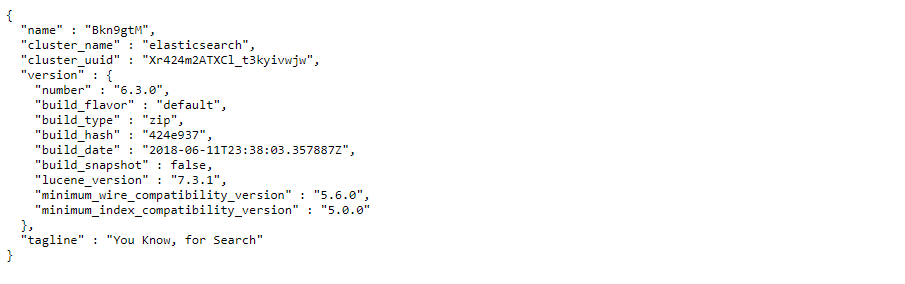 {
  "name" : "Bkn9gtM",
  "cluster_name" : "elasticsearch",
  "cluster_uuid" : "Xr424m2ATXCl_t3kyivwjw",
  "version" : {
    "number" : "6.3.0",
    "build_flavor" : "default",
    "build_type" : "zip",
    "build_hash" : "424e937",
    "build_date" : "2018-06-11T23:38:03.357887Z",
    "build_snapshot" : false,
    "lucene_version" : "7.3.1",
    "minimum_wire_compatibility_version" : "5.6.0",
    "minimum_index_compatibility_version" : "5.0.0"
  },
  "tagline" : "You Know, for Search"
}